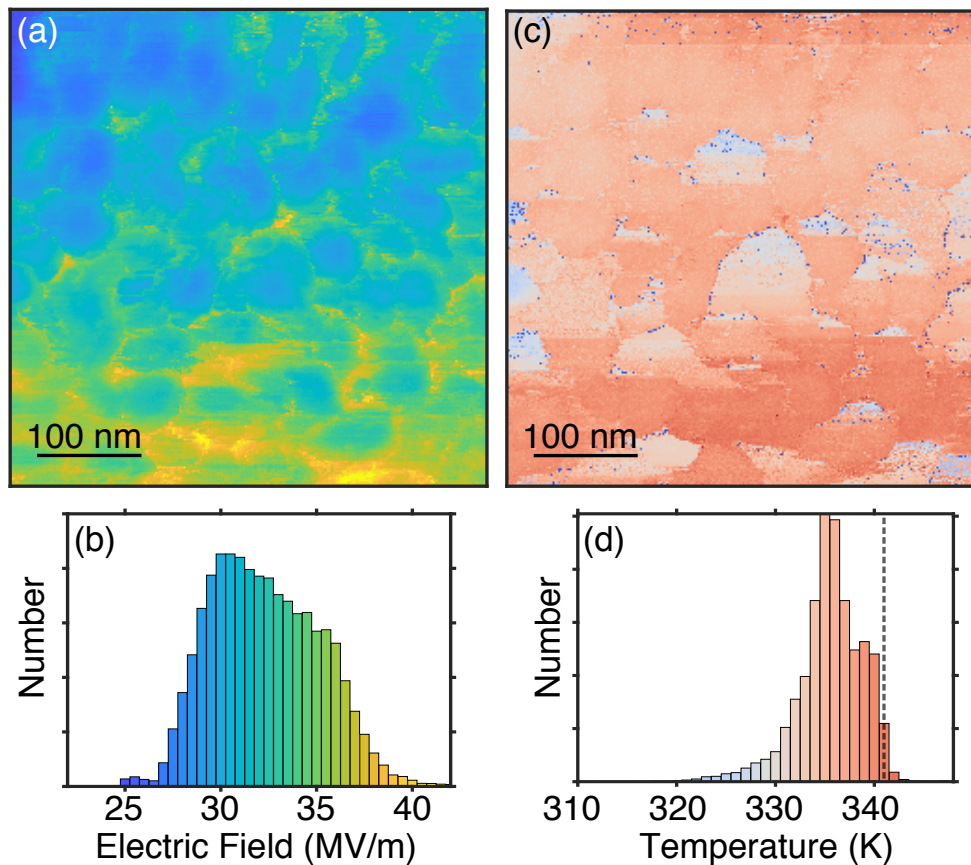 (a)
100 nm
(c)
100 nm
(b)
Number
25 30 35 40
Electric Field (MV/m)
(d)
Number
310 320 330 340
Temperature (K)